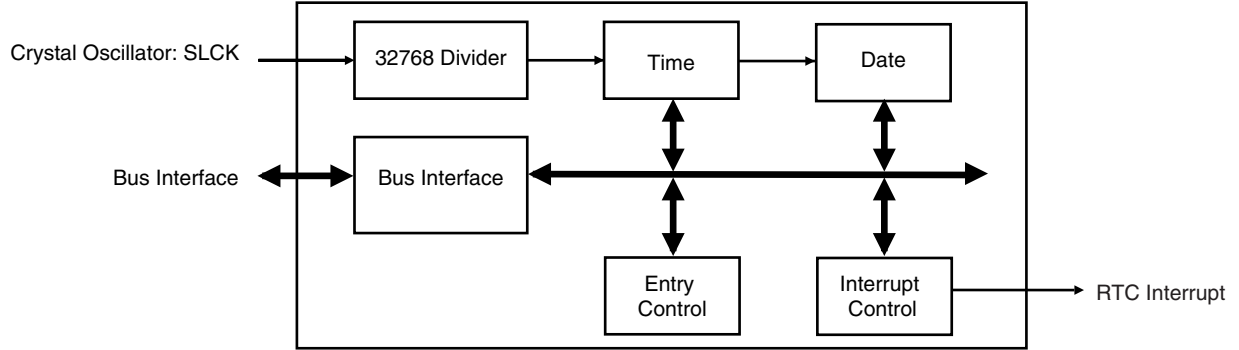 Crystal Oscillator: SLCK
32768 Divider
Time
Date
Bus Interface
Bus Interface
Entry
Control
Interrupt
Control
RTC Interrupt